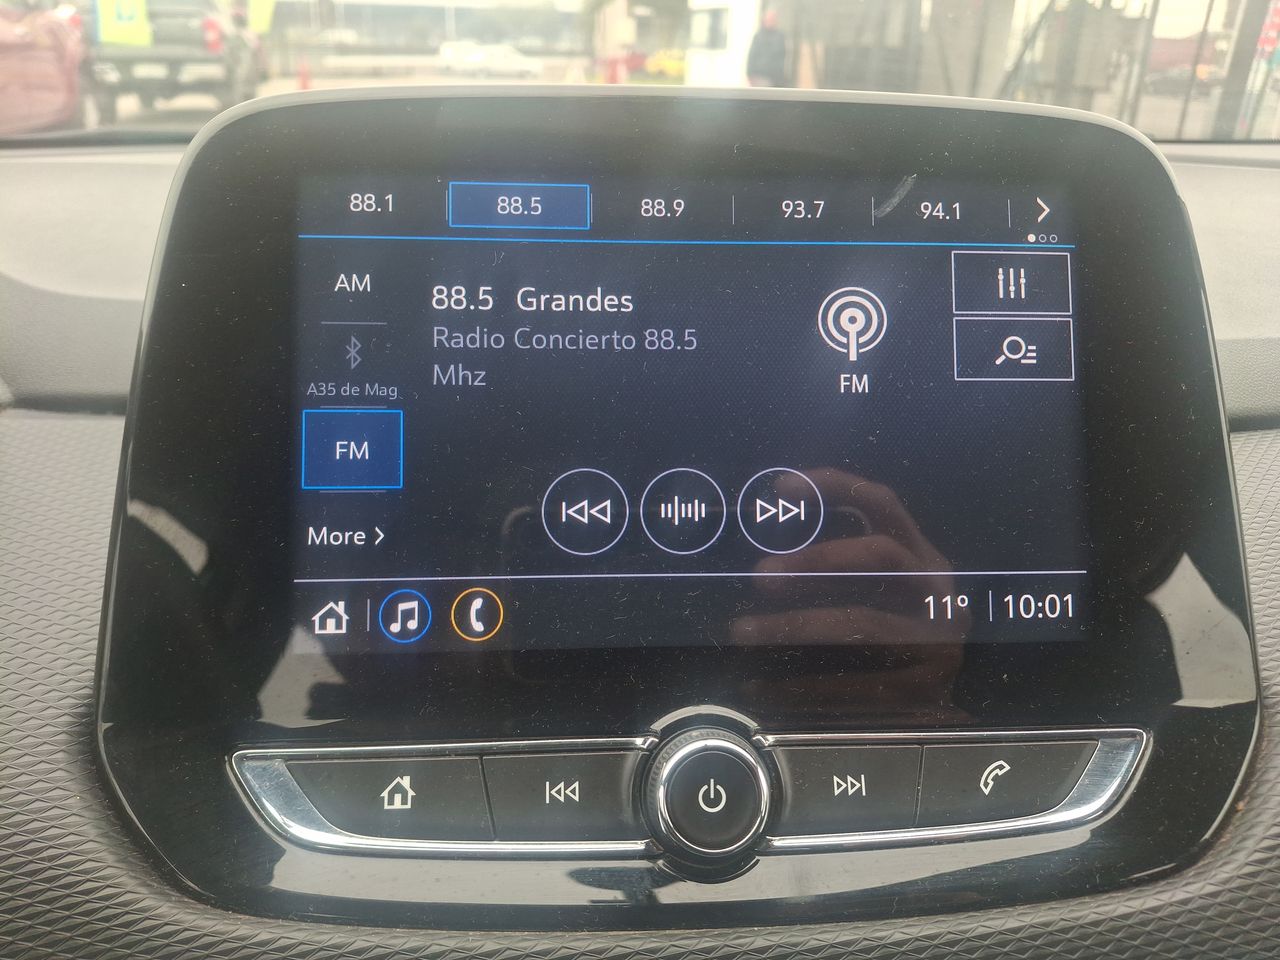 88.1 88.5 88.9 93.7 94.1
AM
88.5 Grandes
Radio Concierto 88.5
Mhz
FM
A35 de Mag
FM
More
11º 10:01